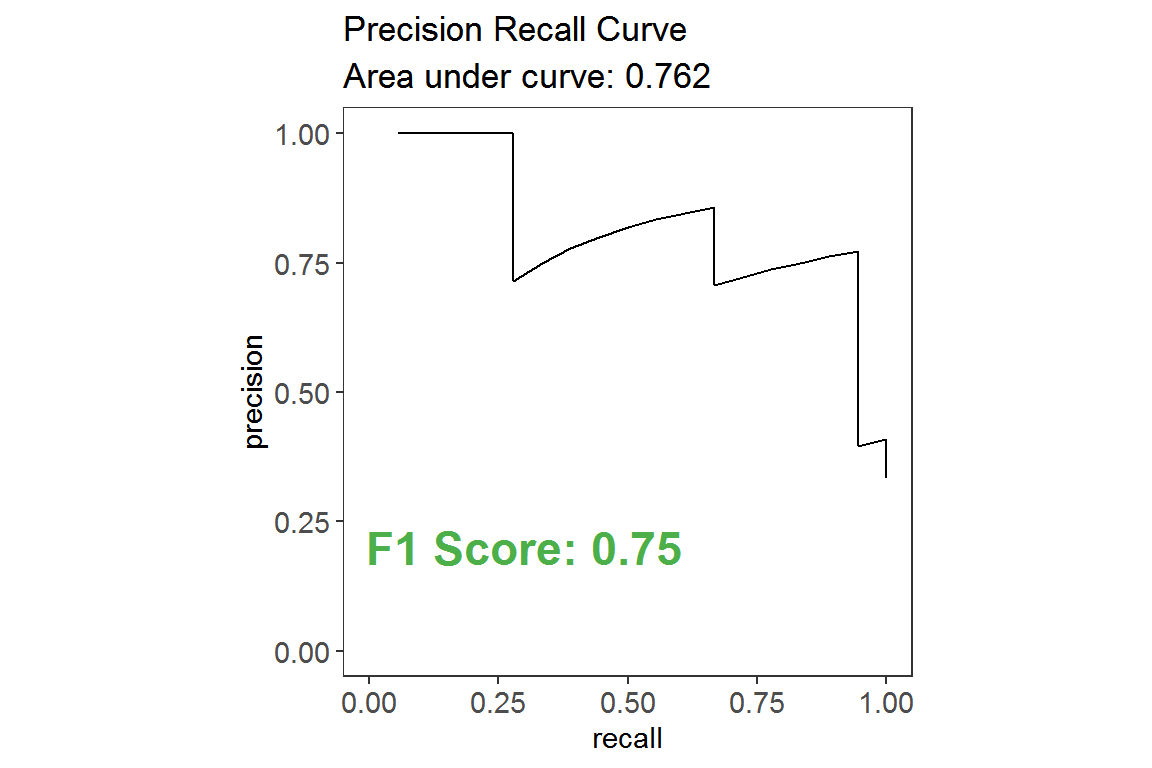 Precision Recall Curve
Area under curve: 0.762
1.00
0.75
0.50
0.25
0.00
precision
F1 Score: 0.75
0.00 0.25 0.50 0.75 1.00
recall